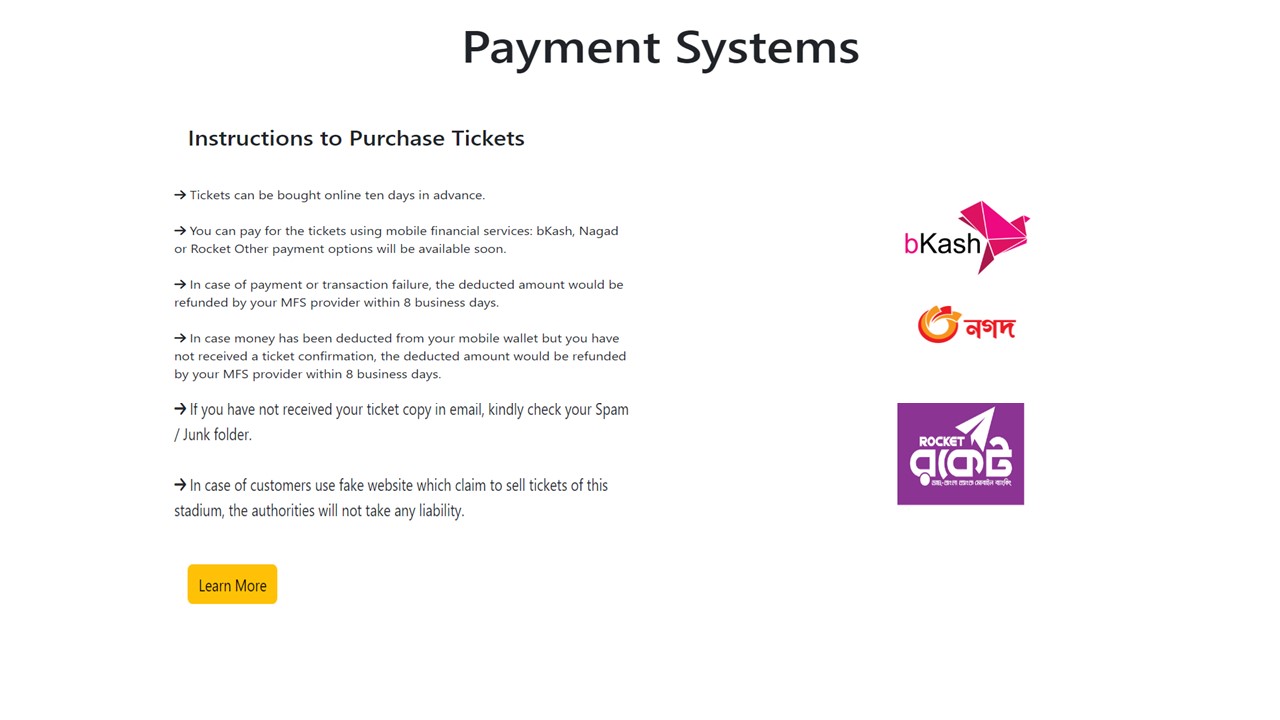 Payment Systems
Instructions to Purchase Tickets
→ Tickets can be bought online ten days in advance.
→ You can pay for the tickets using mobile financial services: bKash, Nagad
or Rocket Other payment options will be available soon.
→ In case of payment or transaction failure, the deducted amount would be
refunded by your MFS provider within 8 business days.
→ In case money has been deducted from your mobile wallet but you have
not received a ticket confirmation, the deducted amount would be refunded
by your MFS provider within 8 business days.
→ If you have not received your ticket copy in email, kindly check your Spam
/ Junk folder.
→ In case of customers use fake website which claim to sell tickets of this
stadium, the authorities will not take any liability.
Learn More
bKash
নগদ
ROCKET
রকেট